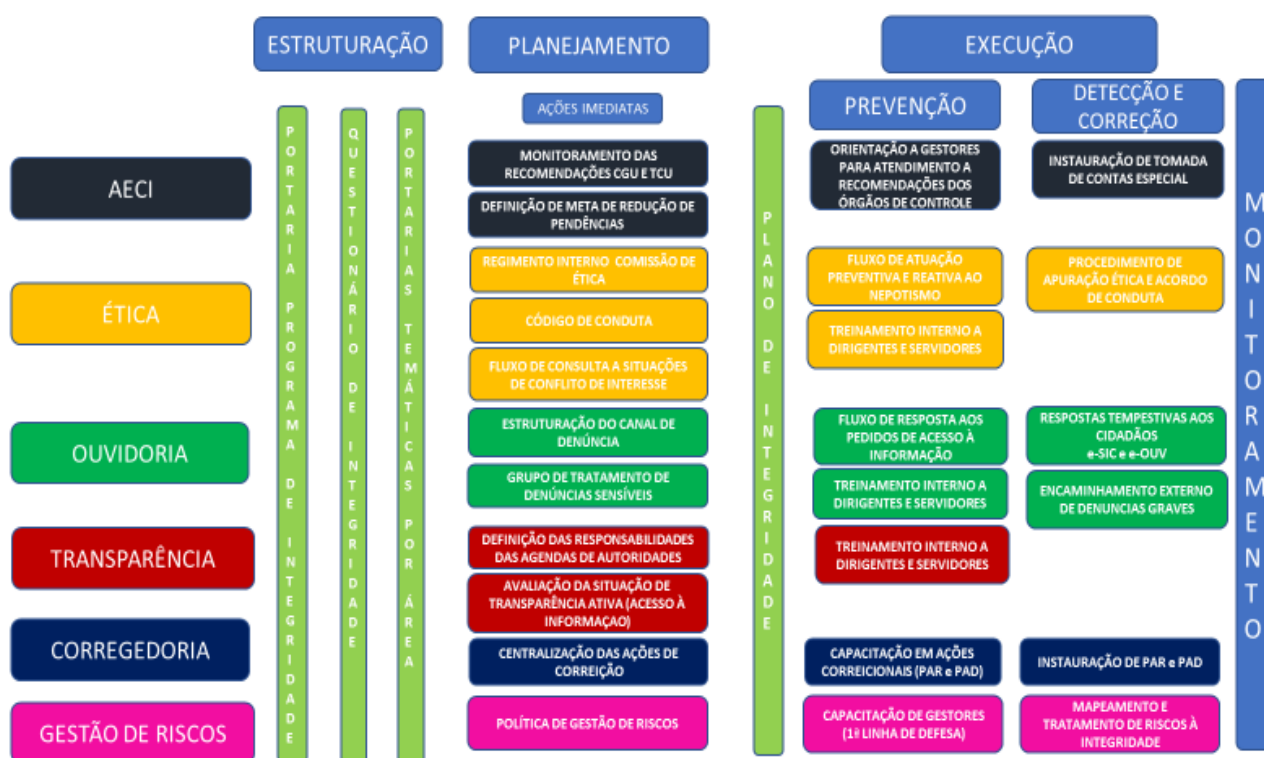 ESTRUTURAÇÃO
PLANEJAMENTO
EXECUÇÃO
AÇÕES IMEDIATAS
PREVENÇÃO
DETECÇÃO E
CORREÇÃO
AECI
ÉTICA
OUVIDORIA
TRANSPARÊNCIA
CORREGEDORIA
GESTÃO DE RISCOS
PORTARIA PROGRAMA DE INTEGRIDADE
QUESTIONÁRIO DE INTEGRIDADE
PORTARIAS TEMÁTICAS POR ÁREA
MONITORAMENTO DAS
RECOMENDAÇÕES CGU E TCU
DEFINIÇÃO DE META DE REDUÇÃO DE
PENDÊNCIAS
REGIMENTO INTERNO COMISSÃO DE
ÉTICA
CÓDIGO DE CONDUTA
FLUXO DE CONSULTA A SITUAÇÕES
DE CONFLITO DE INTERESSE
ESTRUTURAÇÃO DO CANAL DE
DENÚNCIA
GRUPO DE TRATAMENTO DE
DENÚNCIAS SENSÍVEIS
DEFINIÇÃO DAS RESPONSABILIDADES
DAS AGENDAS DE AUTORIDADES
AVALIAÇÃO DA SITUAÇÃO DE
TRANSPARÊNCIA ATIVA (ACESSO À
INFORMAÇAO)
CENTRALIZAÇÃO DAS AÇÕES DE
CORREIÇÃO
POLÍTICA DE GESTÃO DE RISCOS
PLANO DE INTEGRIDADE
ORIENTAÇÃO A GESTORES
PARA ATENDIMENTO A
RECOMENDAÇÕES DOS
ÓRGÃOS DE CONTROLE
FLUXO DE ATUAÇÃO
PREVENTIVA E REATIVA AO
NEPOTISMO
TREINAMENTO INTERNO A
DIRIGENTES E SERVIDORES
FLUXO DE RESPOSTA AOS
PEDIDOS DE ACESSO À
INFORMAÇÃO
TREINAMENTO INTERNO A
DIRIGENTES E SERVIDORES
TREINAMENTO INTERNO A
DIRIGENTES E SERVIDORES
CAPACITAÇÃO EM AÇÕES
CORREICIONAIS (PAR e PAD)
CAPACITAÇÃO DE GESTORES
(1ª LINHA DE DEFESA)
INSTAURAÇÃO DE TOMADA
DE CONTAS ESPECIAL
PROCEDIMENTO DE
APURAÇÃO ÉTICA E ACORDO
DE CONDUTA
RESPOSTAS TEMPESTIVAS AOS
CIDADÃOS
e-SIC e e-OUV
ENCAMINHAMENTO EXTERNO
DE DENUNCIAS GRAVES
INSTAURAÇÃO DE PAR e PAD
MAPEAMENTO E
TRATAMENTO DE RISCOS À
INTEGRIDADE
MONITORAMENTO